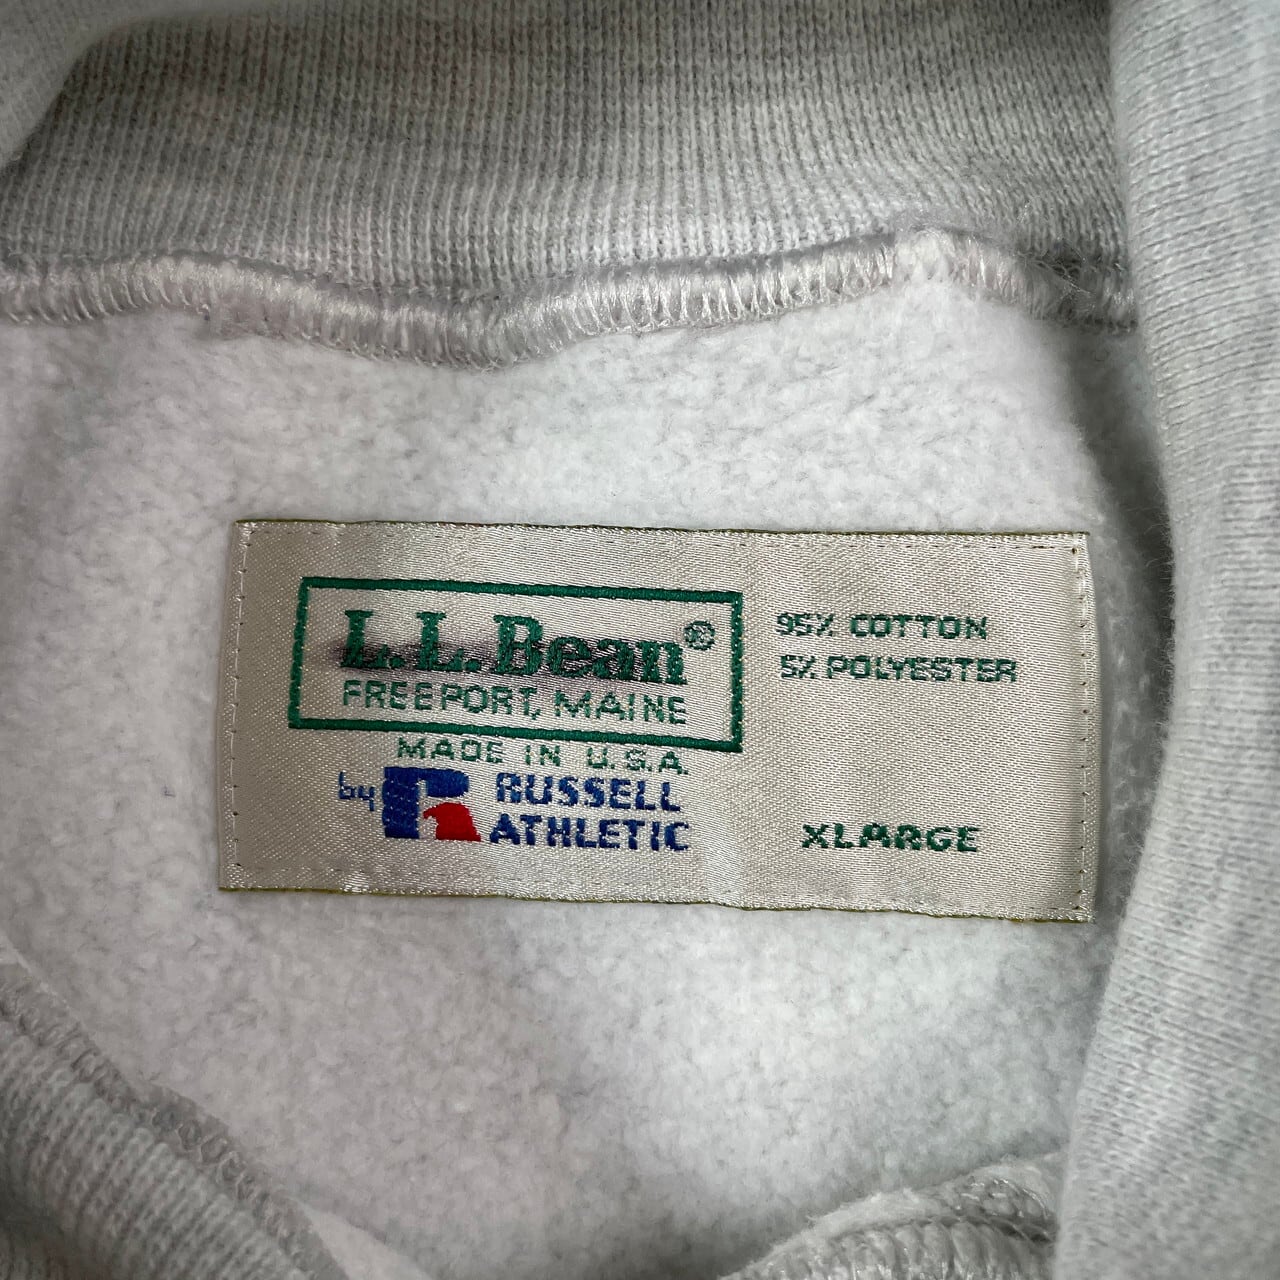 L.L.Bean®
FREEPORT, MAINE
MADE IN U.S.A.
by R RUSSELL
ATHLETIC
95% COTTON
5% POLYESTER
XLARGE